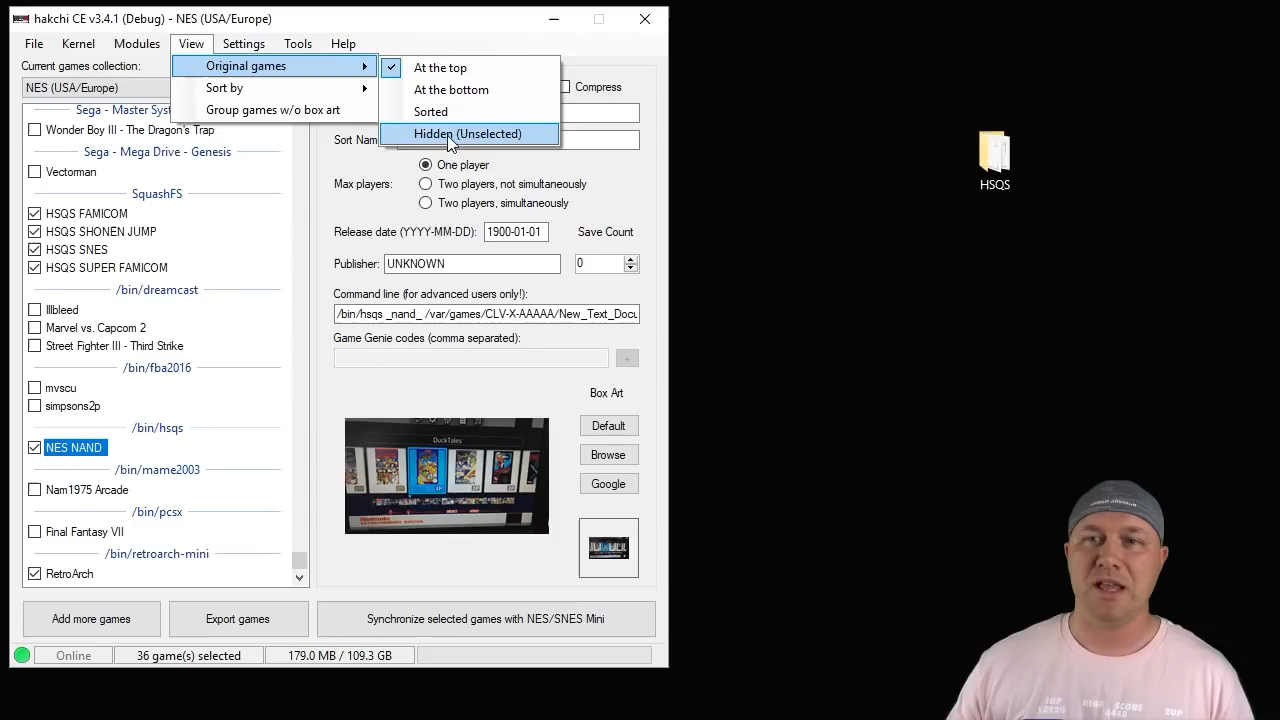 hakchi CE v3.4.1 (Debug) - NES (USA/Europe)
File Kernel Modules View Settings Tools Help
Current games collection:
NES (USA/Europe)
Original games
Sort by
Group games w/o box art
At the top
At the bottom
Sorted
Hidden (Unselected)
Compress
Sega - Master Sys
Wonder Boy III - The Dragon's Trap
Sega - Mega Drive - Genesis
Vectorman
SquashFS
HSQS FAMICOM
HSQS SHONEN JUMP
HSQS SNES
HSQS SUPER FAMICOM
/bin/dreamcast
Illbleed
Marvel vs. Capcom 2
Street Fighter III - Third Strike
/bin/fba2016
mvscu
simpsons2p
/bin/hsqs
NES NAND
/bin/mame2003
Nam1975 Arcade
/bin/pcsx
Final Fantasy VII
/bin/retroarch-mini
RetroArch
Sort Nam
Max players:
One player
Two players, not simultaneously
Two players, simultaneously
Release date (YYYY-MM-DD): 1900-01-01
Save Count
Publisher: UNKNOWN
0
Command line (for advanced users only!):
/bin/hsqs _nand_ /var/games/CLV-X-AAAAA/New_Text_Docu
Game Genie codes (comma separated):
+
Box Art
Default
Browse
Google
DuckTales
Add more games
Export games
Synchronize selected games with NES/SNES Mini
Online
36 game(s) selected
179.0 MB / 109.3 GB
HSQS
UNDER ARMOUR
1UP
HIGH SCORE
2UP